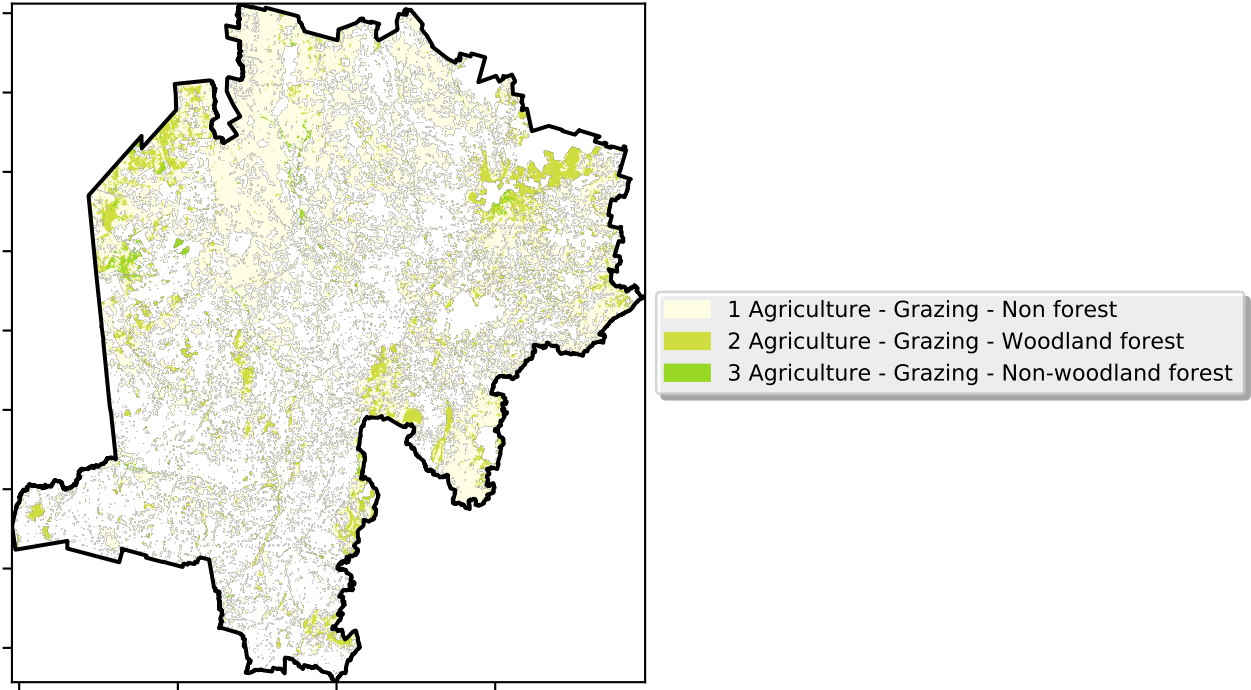 1 Agriculture - Grazing - Non forest
2 Agriculture - Grazing - Woodland forest
3 Agriculture - Grazing - Non-woodland forest